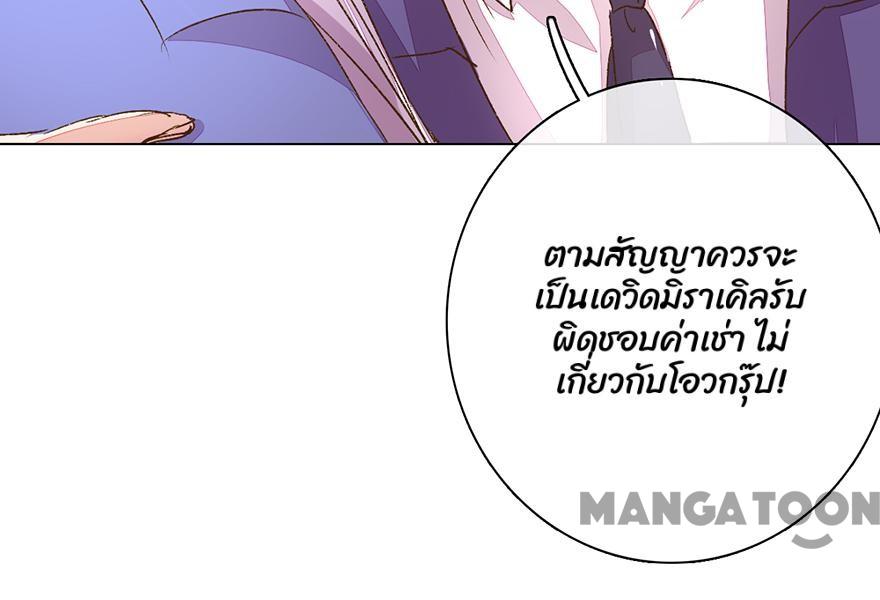 ตามสัญญาควรจะ
เป็นเดวิดมิราเคิลรับ
ผิดชอบค่าเช่า ไม่
เกี่ยวกับโอวกรุ๊ป!
MANGATOON